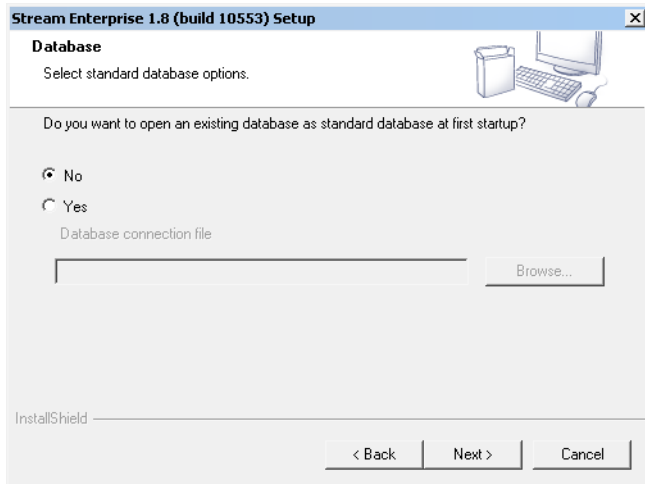 Stream Enterprise 1.8 (build 10553) Setup
Database
Select standard database options.
Do you want to open an existing database as standard database at first startup?
No
Yes
Database connection file
Browse...
InstallShield
< Back
Next >
Cancel